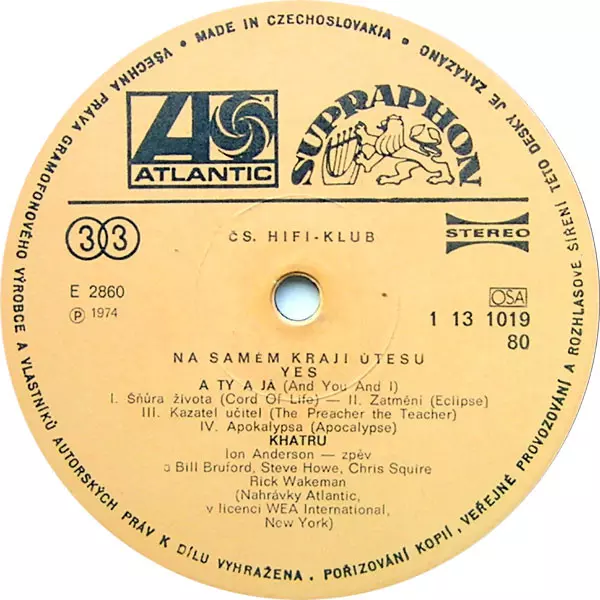 VŠECHNA PRÁVA GRAMOFONOVÉHO VÝROBCE A VLASTNÍKŮ AUTORSKÝCH PRÁV K DÍLU VYHRAŽENA. POŘIZOVÁNÍ KOPIÍ, VEŘEJNÉ PROVOZOVÁNÍ A ROZHLASOVÉ ŠÍŘENÍ TÉTO DESKY JE ZAKÁZÁNO
• MADE IN CZECHOSLOVAKIA •
ATLANTIC
SUPRAPHON
33
ČS. HIFI-KLUB
STEREO
E 2860
OSA
Ⓟ 1974
1 13 1019
80
NA SAMÉM KRAJI ÚTESU
YES
A TY A JÁ (And You And I)
I. Šňůra života (Cord Of Life) — II. Zatmění (Eclipse)
III. Kazatel učitel (The Preacher the Teacher)
IV. Apokalypsa (Apocalypse)
KHATRU
Ion Anderson — zpěv
a Bill Bruford, Steve Howe, Chris Squire
Rick Wakeman
(Nahrávky Atlantic,
v licenci WEA International,
New York)